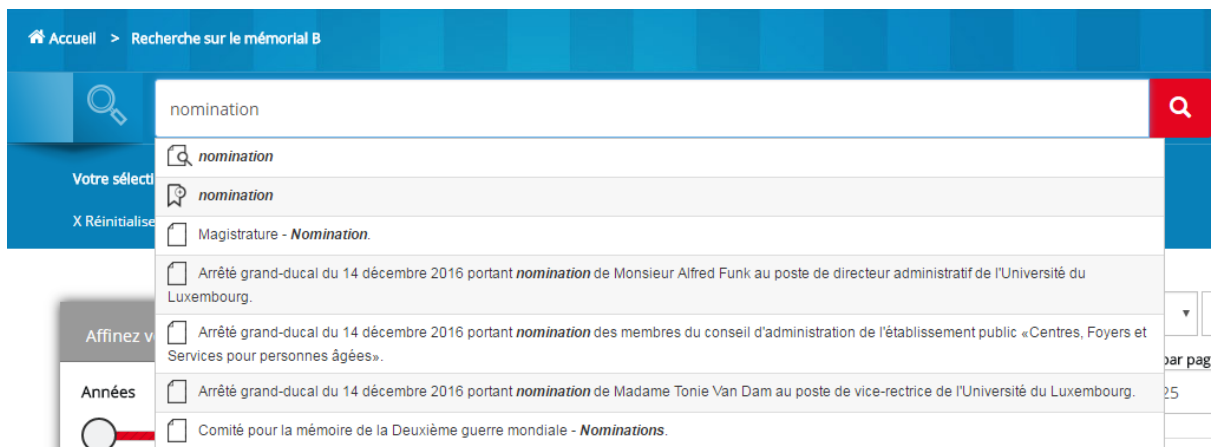 Accueil > Recherche sur le mémorial B
nomination
nomination
Votre sélecti
nomination
X Réinitialise
Magistrature - Nomination.
Arrêté grand-ducal du 14 décembre 2016 portant nomination de Monsieur Alfred Funk au poste de directeur administratif de l'Université du
Luxembourg.
Affinez v
Arrêté grand-ducal du 14 décembre 2016 portant nomination des membres du conseil d'administration de l'établissement public «Centres, Foyers et
Services pour personnes âgées».
par pag
Années
Arrêté grand-ducal du 14 décembre 2016 portant nomination de Madame Tonie Van Dam au poste de vice-rectrice de l'Université du Luxembourg.
25
Comité pour la mémoire de la Deuxième guerre mondiale - Nominations.